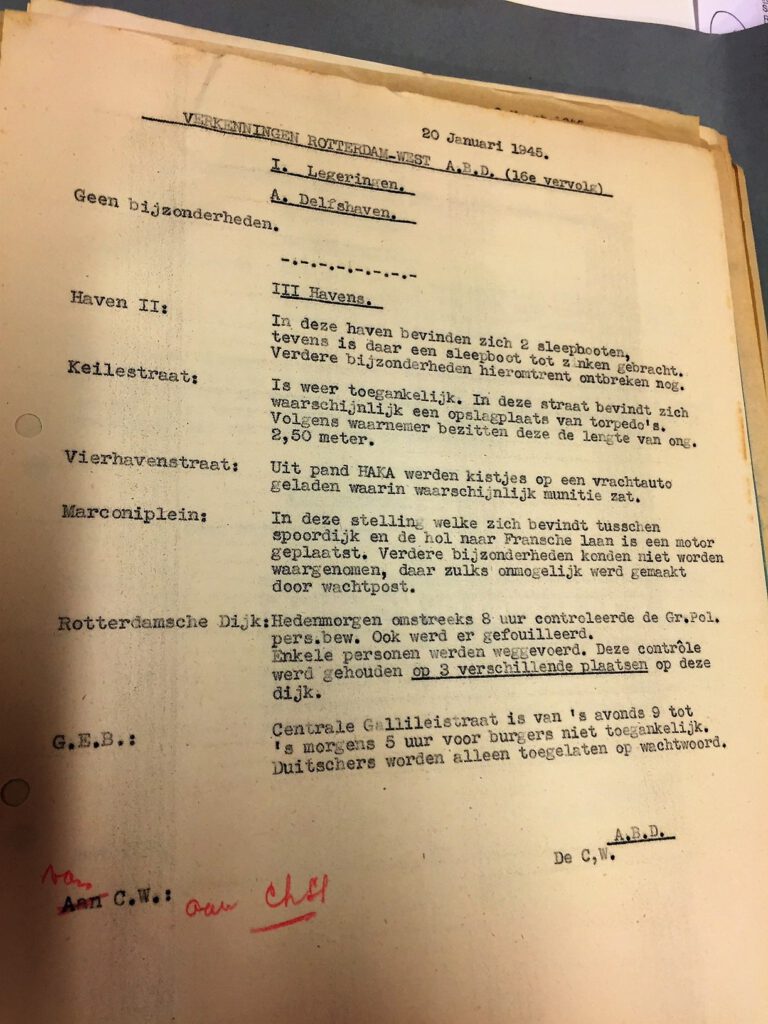 20 Januari 1945.
VERKENNINGEN ROTTERDAM-WEST A.B.D. (16e vervolg)
I. Legeringen.
A. Delfshaven.
Geen bijzonderheden.
-.-.-.-.-.-.-.-
III Havens.
Haven II: In deze haven bevinden zich 2 sleepbooten,
tevens is daar een sleepboot tot zinken gebracht.
Verdere bijzonderheden hieromtrent ontbreken nog.
Keilestraat: Is weer toegankelijk. In deze straat bevindt zich
waarschijnlijk een opslagplaats van torpedo's.
Volgens waarnemer bezitten deze de lengte van ong.
2,50 meter.
Vierhavenstraat: Uit pand HAKA werden kistjes op een vrachtauto
geladen waarin waarschijnlijk munitie zat.
Marconiplein: In deze stelling welke zich bevindt tusschen
spoordijk en de hol naar Fransche laan is een motor
geplaatst. Verdere bijzonderheden konden niet worden
waargenomen, daar zulks onmogelijk werd gemaakt
door wachtpost.
Rotterdamsche Dijk: Hedenmorgen omstreeks 8 uur controleerde de Gr.Pol.
pers.bew. Ook werd er gefouilleerd.
Enkele personen werden weggevoerd. Deze contrôle
werd gehouden op 3 verschillende plaatsen op deze
dijk.
G.E.B.: Centrale Gallileistraat is van 's avonds 9 tot
's morgens 5 uur voor burgers niet toegankelijk.
Duitschers worden alleen toegelaten op wachtwoord.
A.B.D.
De C,W.
van
Aan C.W.: aan